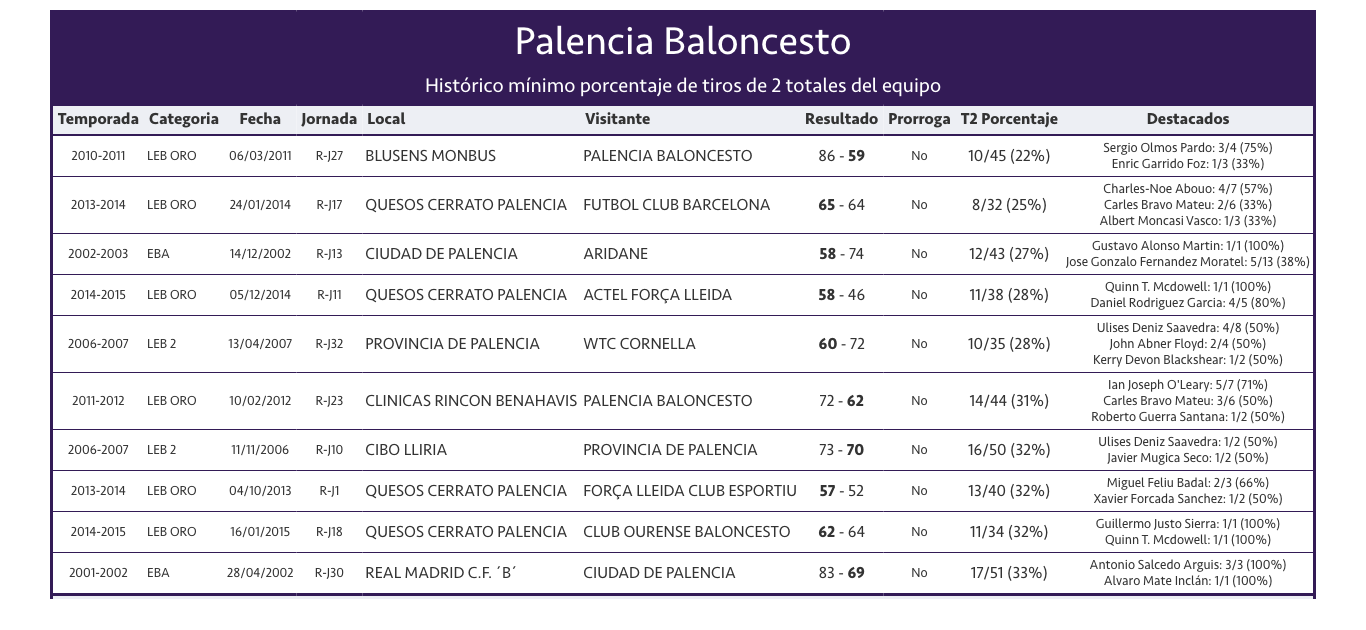 Palencia Baloncesto
Histórico mínimo porcentaje de tiros de 2 totales del equipo
Temporada Categoria Fecha Jornada Local Visitante Resultado Prorroga T2 Porcentaje Destacados
2010-2011 LEB ORO 06/03/2011 R-J27 BLUSENS MONBUS PALENCIA BALONCESTO 86 - 59 No 10/45 (22%) Sergio Olmos Pardo: 3/4 (75%)
Enric Garrido Foz: 1/3 (33%)
Charles-Noe Abouo: 4/7 (57%)
2013-2014 LEB ORO 24/01/2014 R-J17 QUESOS CERRATO PALENCIA FUTBOL CLUB BARCELONA 65 - 64 No 8/32 (25%) Carles Bravo Mateu: 2/6 (33%)
Albert Moncasi Vasco: 1/3 (33%)
2002-2003 EBA 14/12/2002 R-J13 CIUDAD DE PALENCIA ARIDANE 58 - 74 No 12/43 (27%) Gustavo Alonso Martin: 1/1 (100%)
Jose Gonzalo Fernandez Moratel: 5/13 (38%)
2014-2015 LEB ORO 05/12/2014 R-J11 QUESOS CERRATO PALENCIA ACTEL FORÇA LLEIDA 58 - 46 No 11/38 (28%) Quinn T. Mcdowell: 1/1 (100%)
Daniel Rodriguez Garcia: 4/5 (80%)
Ulises Deniz Saavedra: 4/8 (50%)
2006-2007 LEB 2 13/04/2007 R-J32 PROVINCIA DE PALENCIA WTC CORNELLA 60 - 72 No 10/35 (28%) John Abner Floyd: 2/4 (50%)
Kerry Devon Blackshear: 1/2 (50%)
Ian Joseph O'Leary: 5/7 (71%)
2011-2012 LEB ORO 10/02/2012 R-J23 CLINICAS RINCON BENAHAVIS PALENCIA BALONCESTO 72 - 62 No 14/44 (31%) Carles Bravo Mateu: 3/6 (50%)
Roberto Guerra Santana: 1/2 (50%)
2006-2007 LEB 2 11/11/2006 R-J10 CIBO LLIRIA PROVINCIA DE PALENCIA 73 - 70 No 16/50 (32%) Ulises Deniz Saavedra: 1/2 (50%)
Javier Mugica Seco: 1/2 (50%)
2013-2014 LEB ORO 04/10/2013 R-J1 QUESOS CERRATO PALENCIA FORÇA LLEIDA CLUB ESPORTIU 57 - 52 No 13/40 (32%) Miguel Feliu Badal: 2/3 (66%)
Xavier Forcada Sanchez: 1/2 (50%)
2014-2015 LEB ORO 16/01/2015 R-J18 QUESOS CERRATO PALENCIA CLUB OURENSE BALONCESTO 62 - 64 No 11/34 (32%) Guillermo Justo Sierra: 1/1 (100%)
Quinn T. Mcdowell: 1/1 (100%)
2001-2002 EBA 28/04/2002 R-J30 REAL MADRID C.F. ´B´ CIUDAD DE PALENCIA 83 - 69 No 17/51 (33%) Antonio Salcedo Arguis: 3/3 (100%)
Alvaro Mate Inclán: 1/1 (100%)